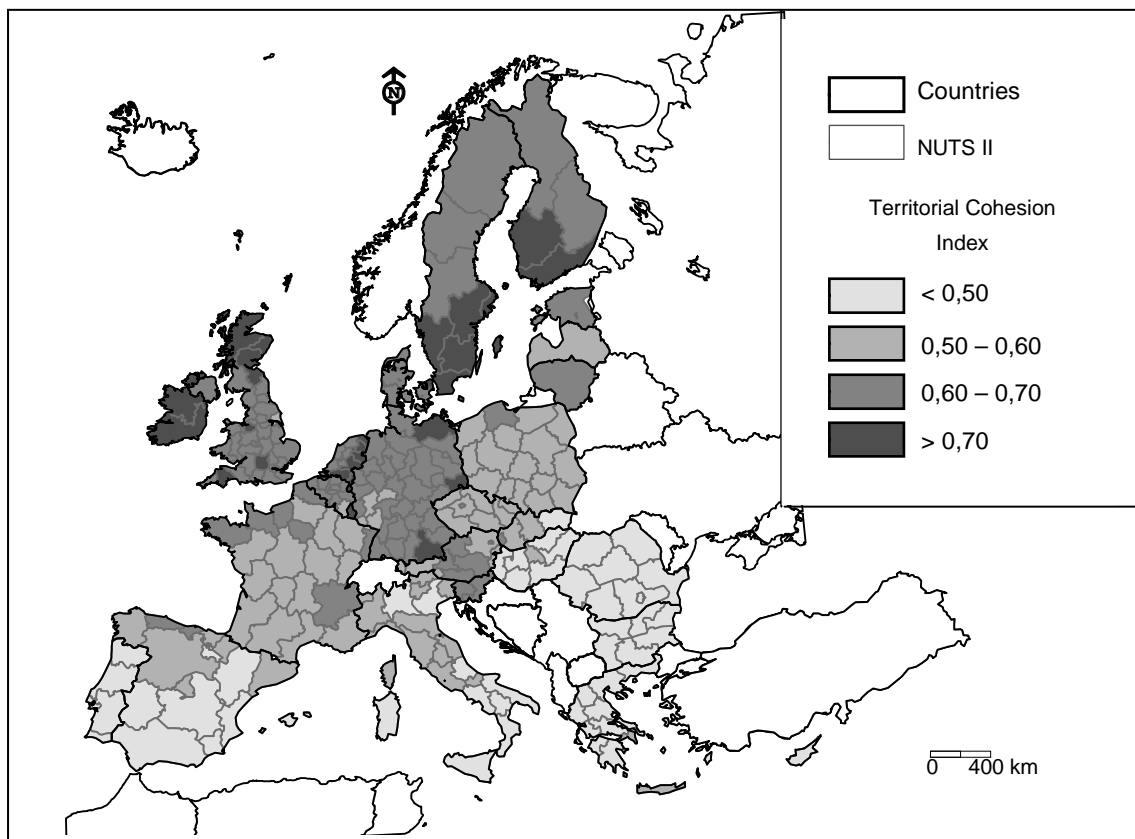 N
Countries
NUTS II
Territorial Cohesion
Index
< 0,50
0,50 – 0,60
0,60 – 0,70
> 0,70
0 400 km